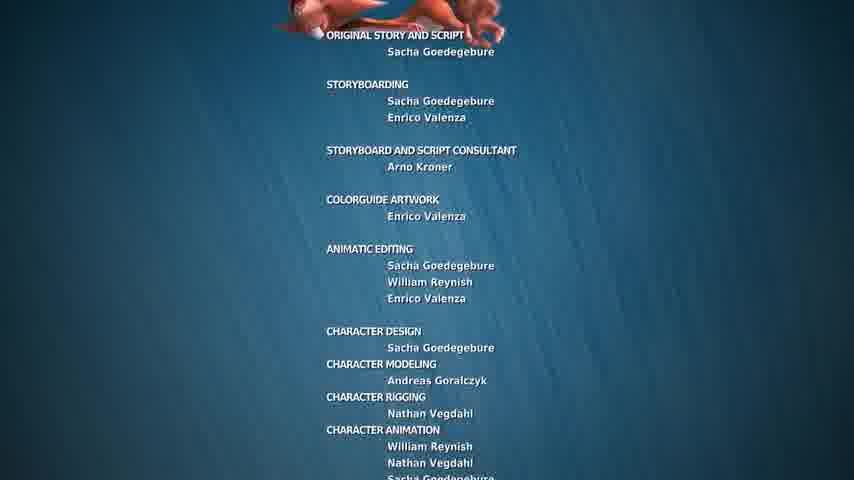 ORIGINAL STORY AND SCRIPT
Sacha Goedegebure
STORYBOARDING
Sacha Goedegebure
Enrico Valenza
STORYBOARD AND SCRIPT CONSULTANT
Arno Kroner
COLORGUIDE ARTWORK
Enrico Valenza
ANIMATIC EDITING
Sacha Goedegebure
William Reynish
Enrico Valenza
CHARACTER DESIGN
Sacha Goedegebure
CHARACTER MODELING
Andreas Goralczyk
CHARACTER RIGGING
Nathan Vegdahl
CHARACTER ANIMATION
William Reynish
Nathan Vegdahl
Sacha Goedegebure